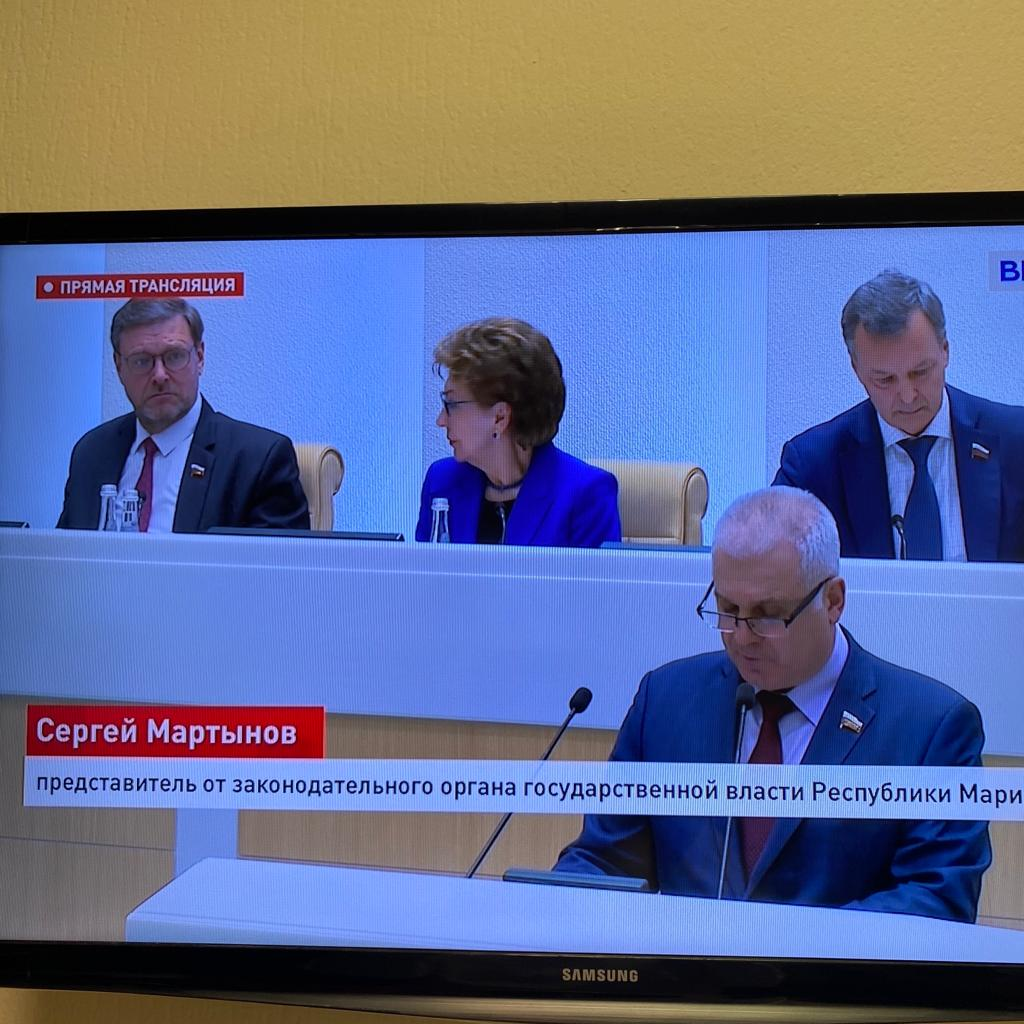 ПРЯМАЯ ТРАНСЛЯЦИЯ
Сергей Мартынов
представитель от законодательного органа государственной власти Республики Мари
SAMSUNG